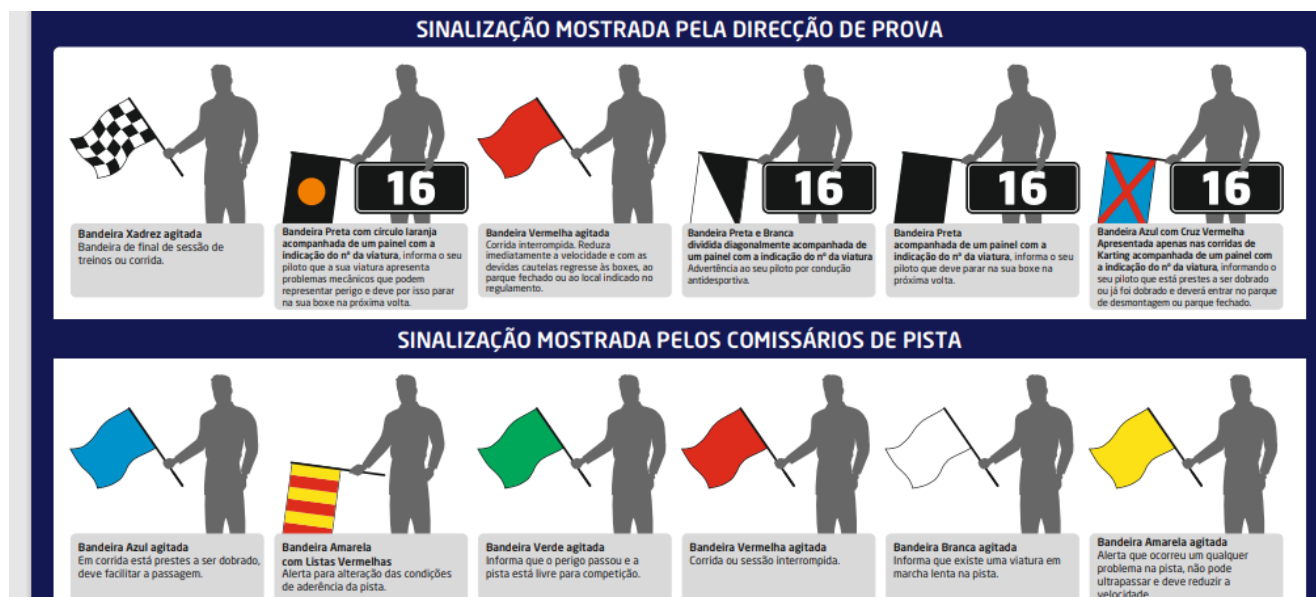 SINALIZAÇÃO MOSTRADA PELA DIRECÇÃO DE PROVA
16
16
16
16
Bandeira Xadrez agitada
Bandeira de final de sessão de
treinos ou corrida.
Bandeira Preta com círculo laranja
acompanhada de um painel com a
indicação do nº da viatura, informa o seu
piloto que a sua viatura apresenta
problemas mecânicos que podem
representar perigo e deve por isso parar
na sua boxe na próxima volta.
Bandeira Vermelha agitada
Corrida interrompida. Reduza
imediatamente a velocidade e com as
devidas cautelas regresse às boxes, ao
parque fechado ou ao local indicado no
regulamento.
Bandeira Preta e Branca
dividida diagonalmente acompanhada de
um painel com a indicação do nº da viatura
Advertência ao seu piloto por condução
antidesportiva.
Bandeira Preta
acompanhada de um painel com a
indicação do nº da viatura, informa o seu
piloto que deve parar na sua boxe na
próxima volta.
Bandeira Azul com Cruz Vermelha
Apresentada apenas nas corridas de
Karting acompanhada de um painel com
a indicação do nº da viatura, informando o
seu piloto que está prestes a ser dobrado
ou já foi dobrado e deverá entrar no parque
de desmontagem ou parque fechado.
SINALIZAÇÃO MOSTRADA PELOS COMISSÁRIOS DE PISTA
Bandeira Azul agitada
Em corrida está prestes a ser dobrado,
deve facilitar a passagem.
Bandeira Amarela
com Listas Vermelhas
Alerta para alteração das condições
de aderência da pista.
Bandeira Verde agitada
Informa que o perigo passou e a
pista está livre para competição.
Bandeira Vermelha agitada
Corrida ou sessão interrompida.
Bandeira Branca agitada
Informa que existe uma viatura em
marcha lenta na pista.
Bandeira Amarela agitada
Alerta que ocorreu um qualquer
problema na pista, não pode
ultrapassar e deve reduzir a
velocidade.